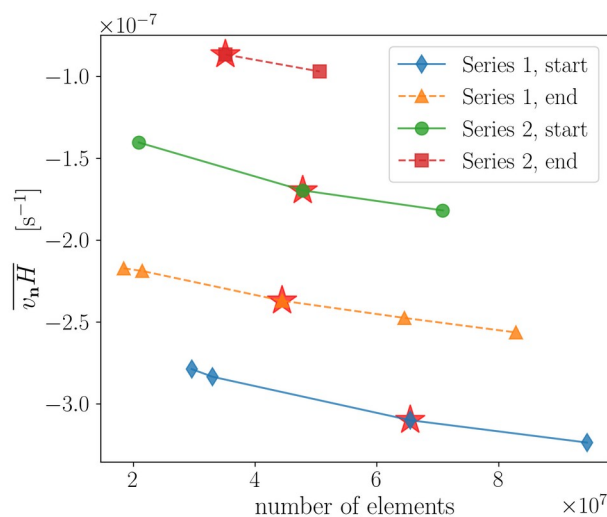 ×10⁻⁷
Series 1, start
Series 1, end
Series 2, start
Series 2, end
−1.0
−1.5
−2.0
−2.5
−3.0
v_n H [s⁻¹]
2 4 6 8
number of elements ×10⁷